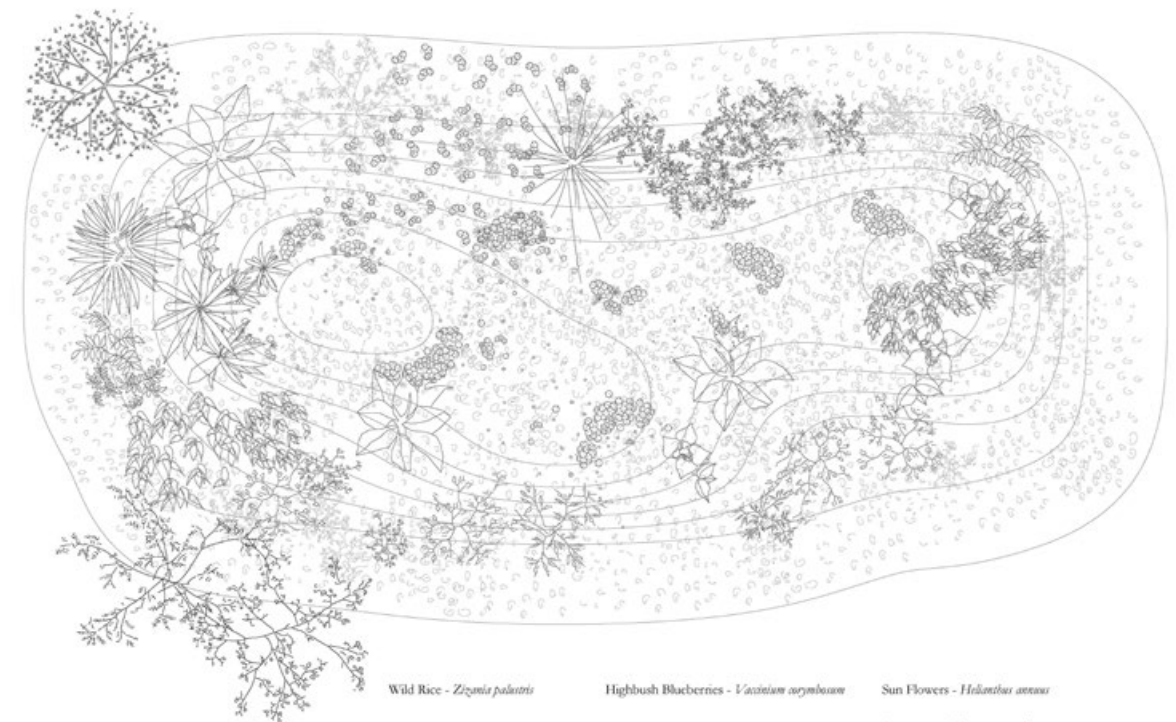 Wild Rice - Zizania palustris
Highbush Blueberries - Vaccinium corymbosum
Sun Flowers - Helianthus annuus